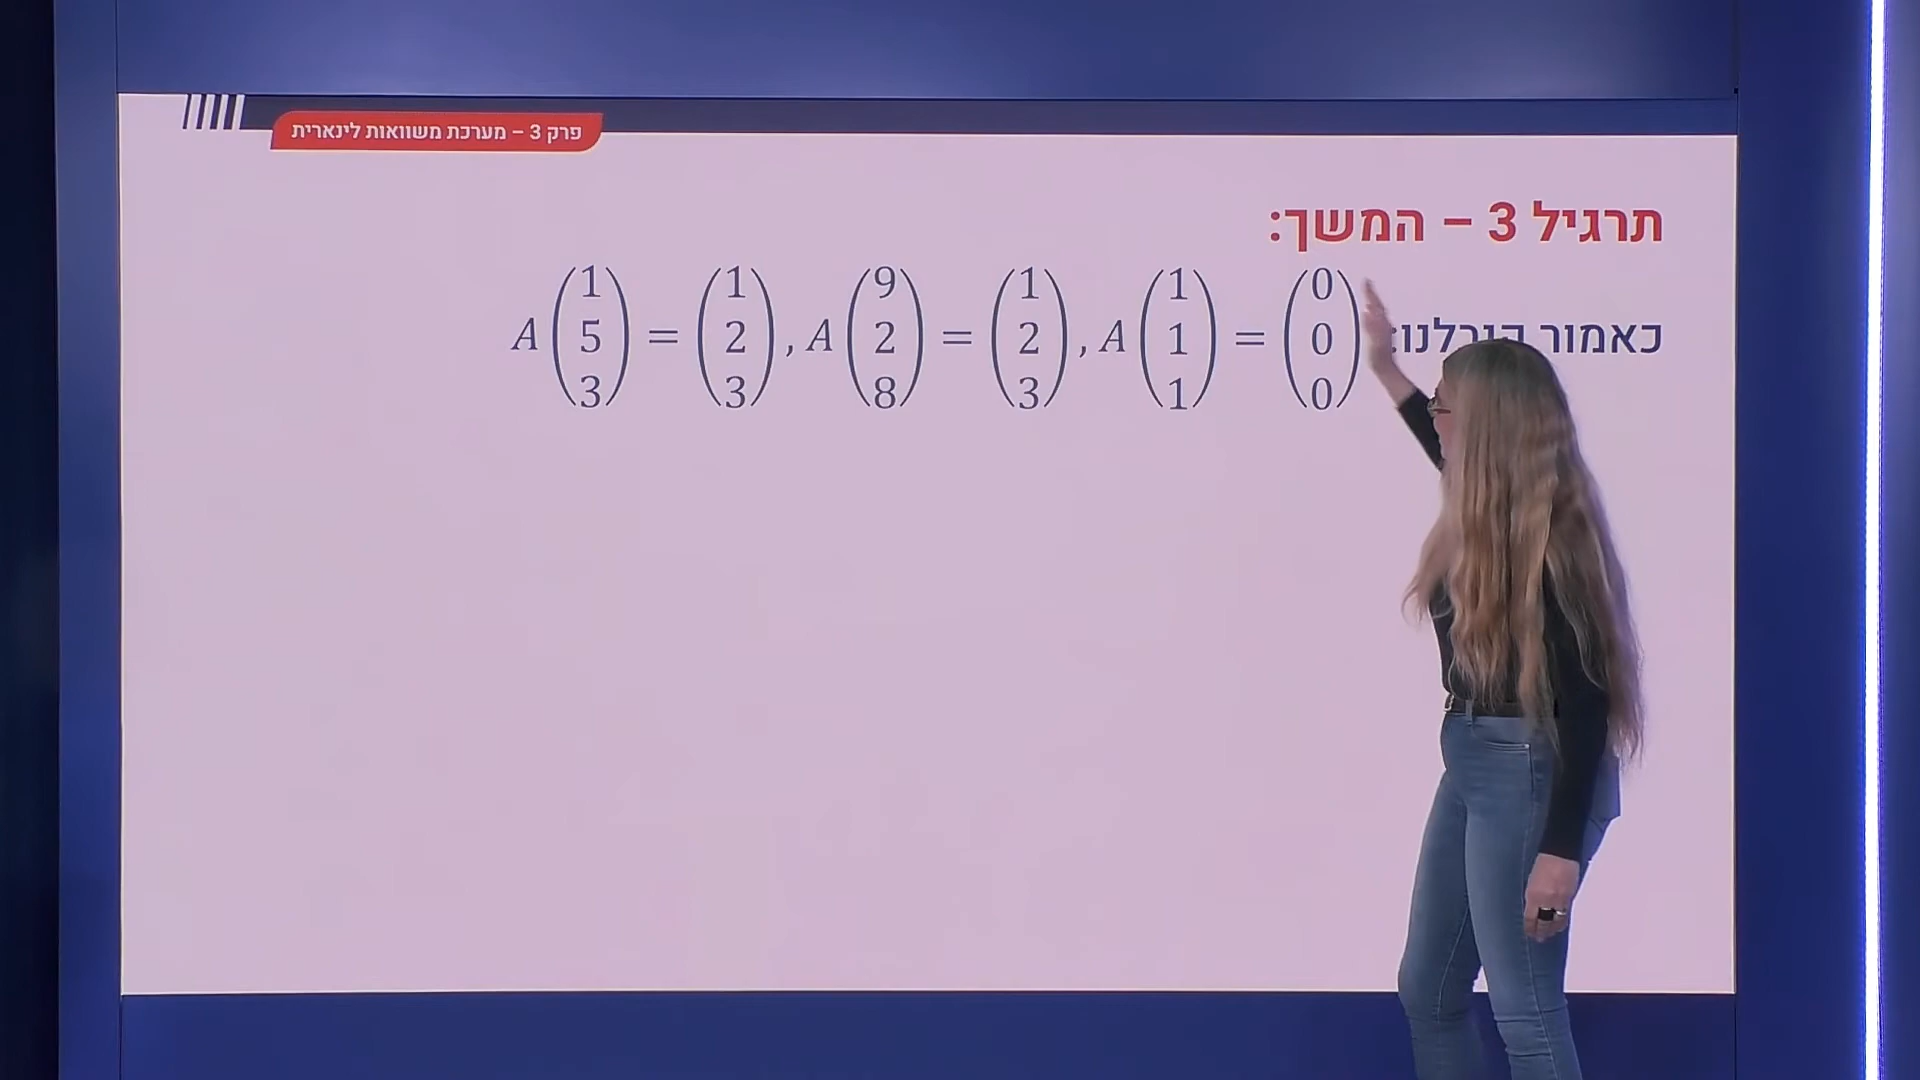 פרק 3 – מערכת משוואות לינארית
תרגיל 3 – המשך:
כאמור
A(1 5 3) = (1 2 3), A(9 2 8) = (1 2 3), A(1 1 1) = (0 0 0)